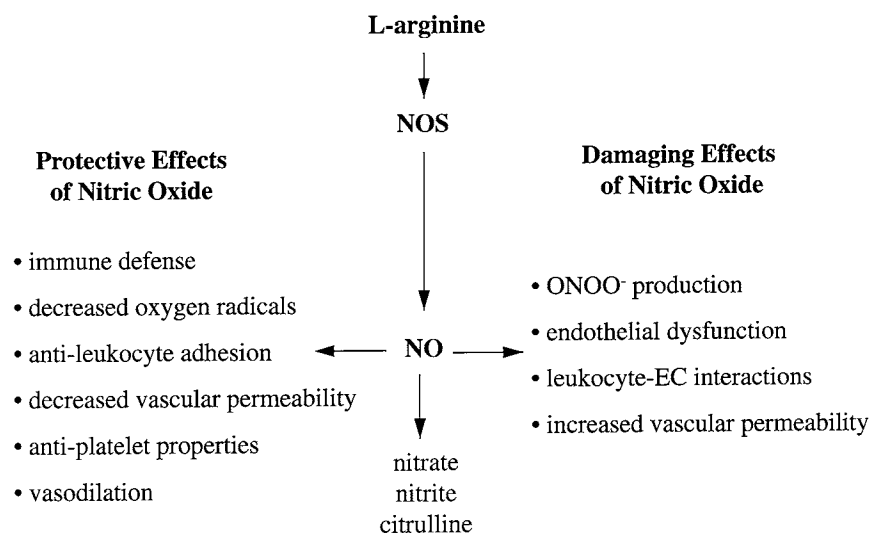 L-arginine
NOS
Protective Effects
of Nitric Oxide
• immune defense
• decreased oxygen radicals
• anti-leukocyte adhesion
• decreased vascular permeability
• anti-platelet properties
• vasodilation
Damaging Effects
of Nitric Oxide
• ONOO⁻ production
• endothelial dysfunction
• leukocyte-EC interactions
• increased vascular permeability
NO
nitrate
nitrite
citrulline